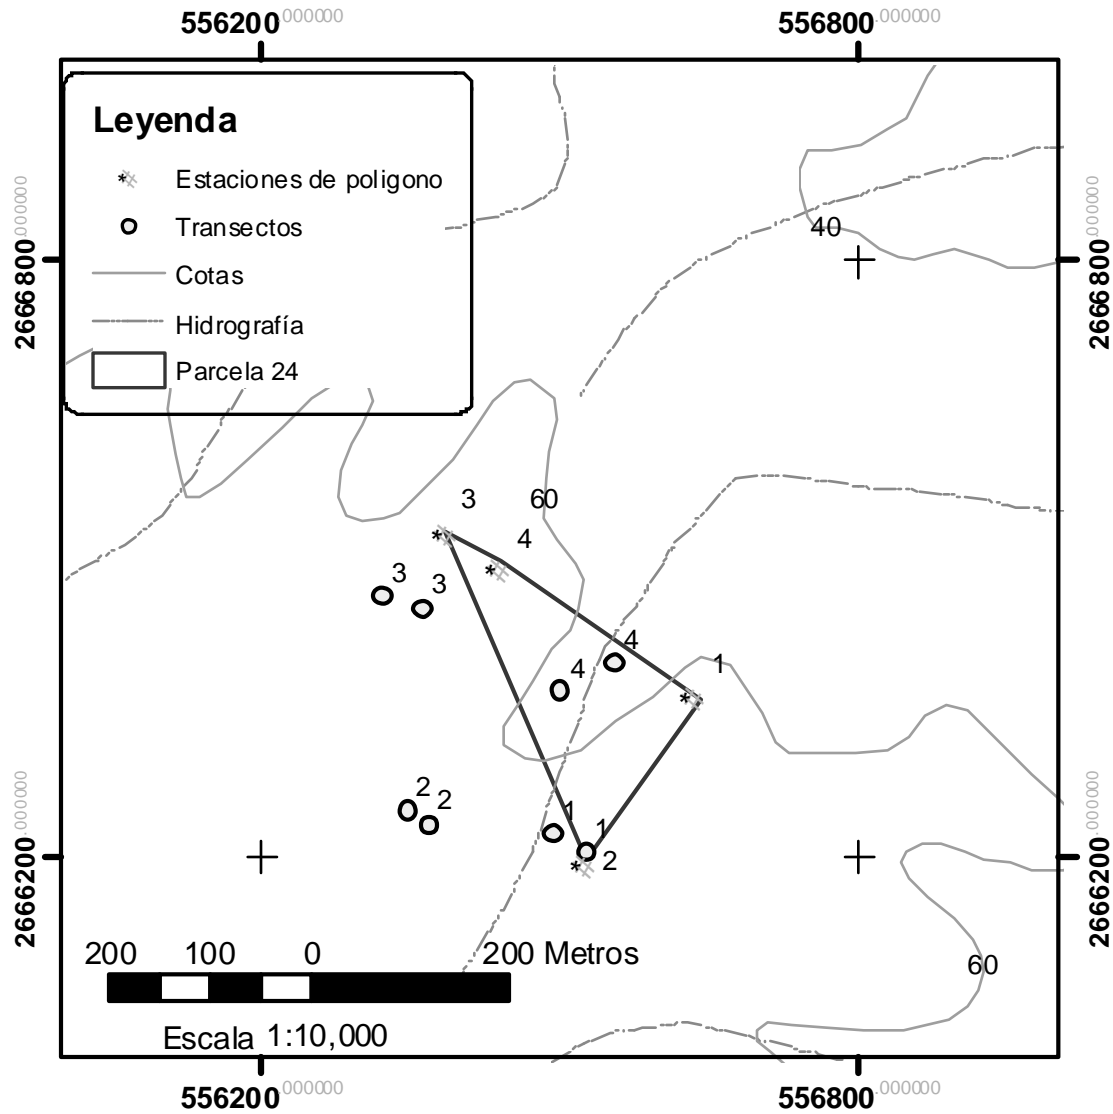 556200.000000 556800.000000
Leyenda
Estaciones de poligono
Transectos
Cotas
Hidrografía
Parcela 24
40
2666800.000000
2666800.000000
3 60
4
3
3
4
4
1
2
2
1
1
2
2666200.000000
2666200.000000
200 100 0 200 Metros
60
Escala 1:10,000
556200.000000 556800.000000